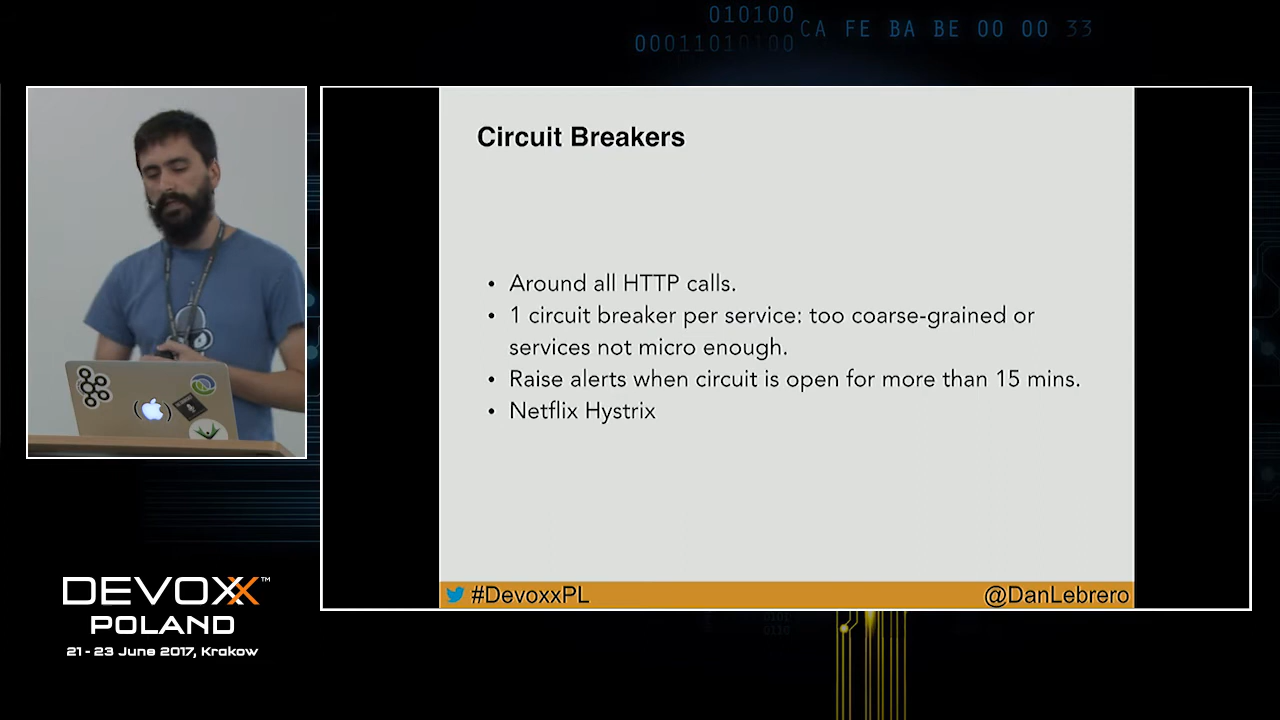 010100
00011010100
CA FE BA BE 00 00 33
Circuit Breakers
• Around all HTTP calls.
• 1 circuit breaker per service: too coarse-grained or
services not micro enough.
• Raise alerts when circuit is open for more than 15 mins.
• Netflix Hystrix
#DevoxxPL
@DanLebrero
DEVOXX™
POLAND
21 - 23 June 2017, Krakow